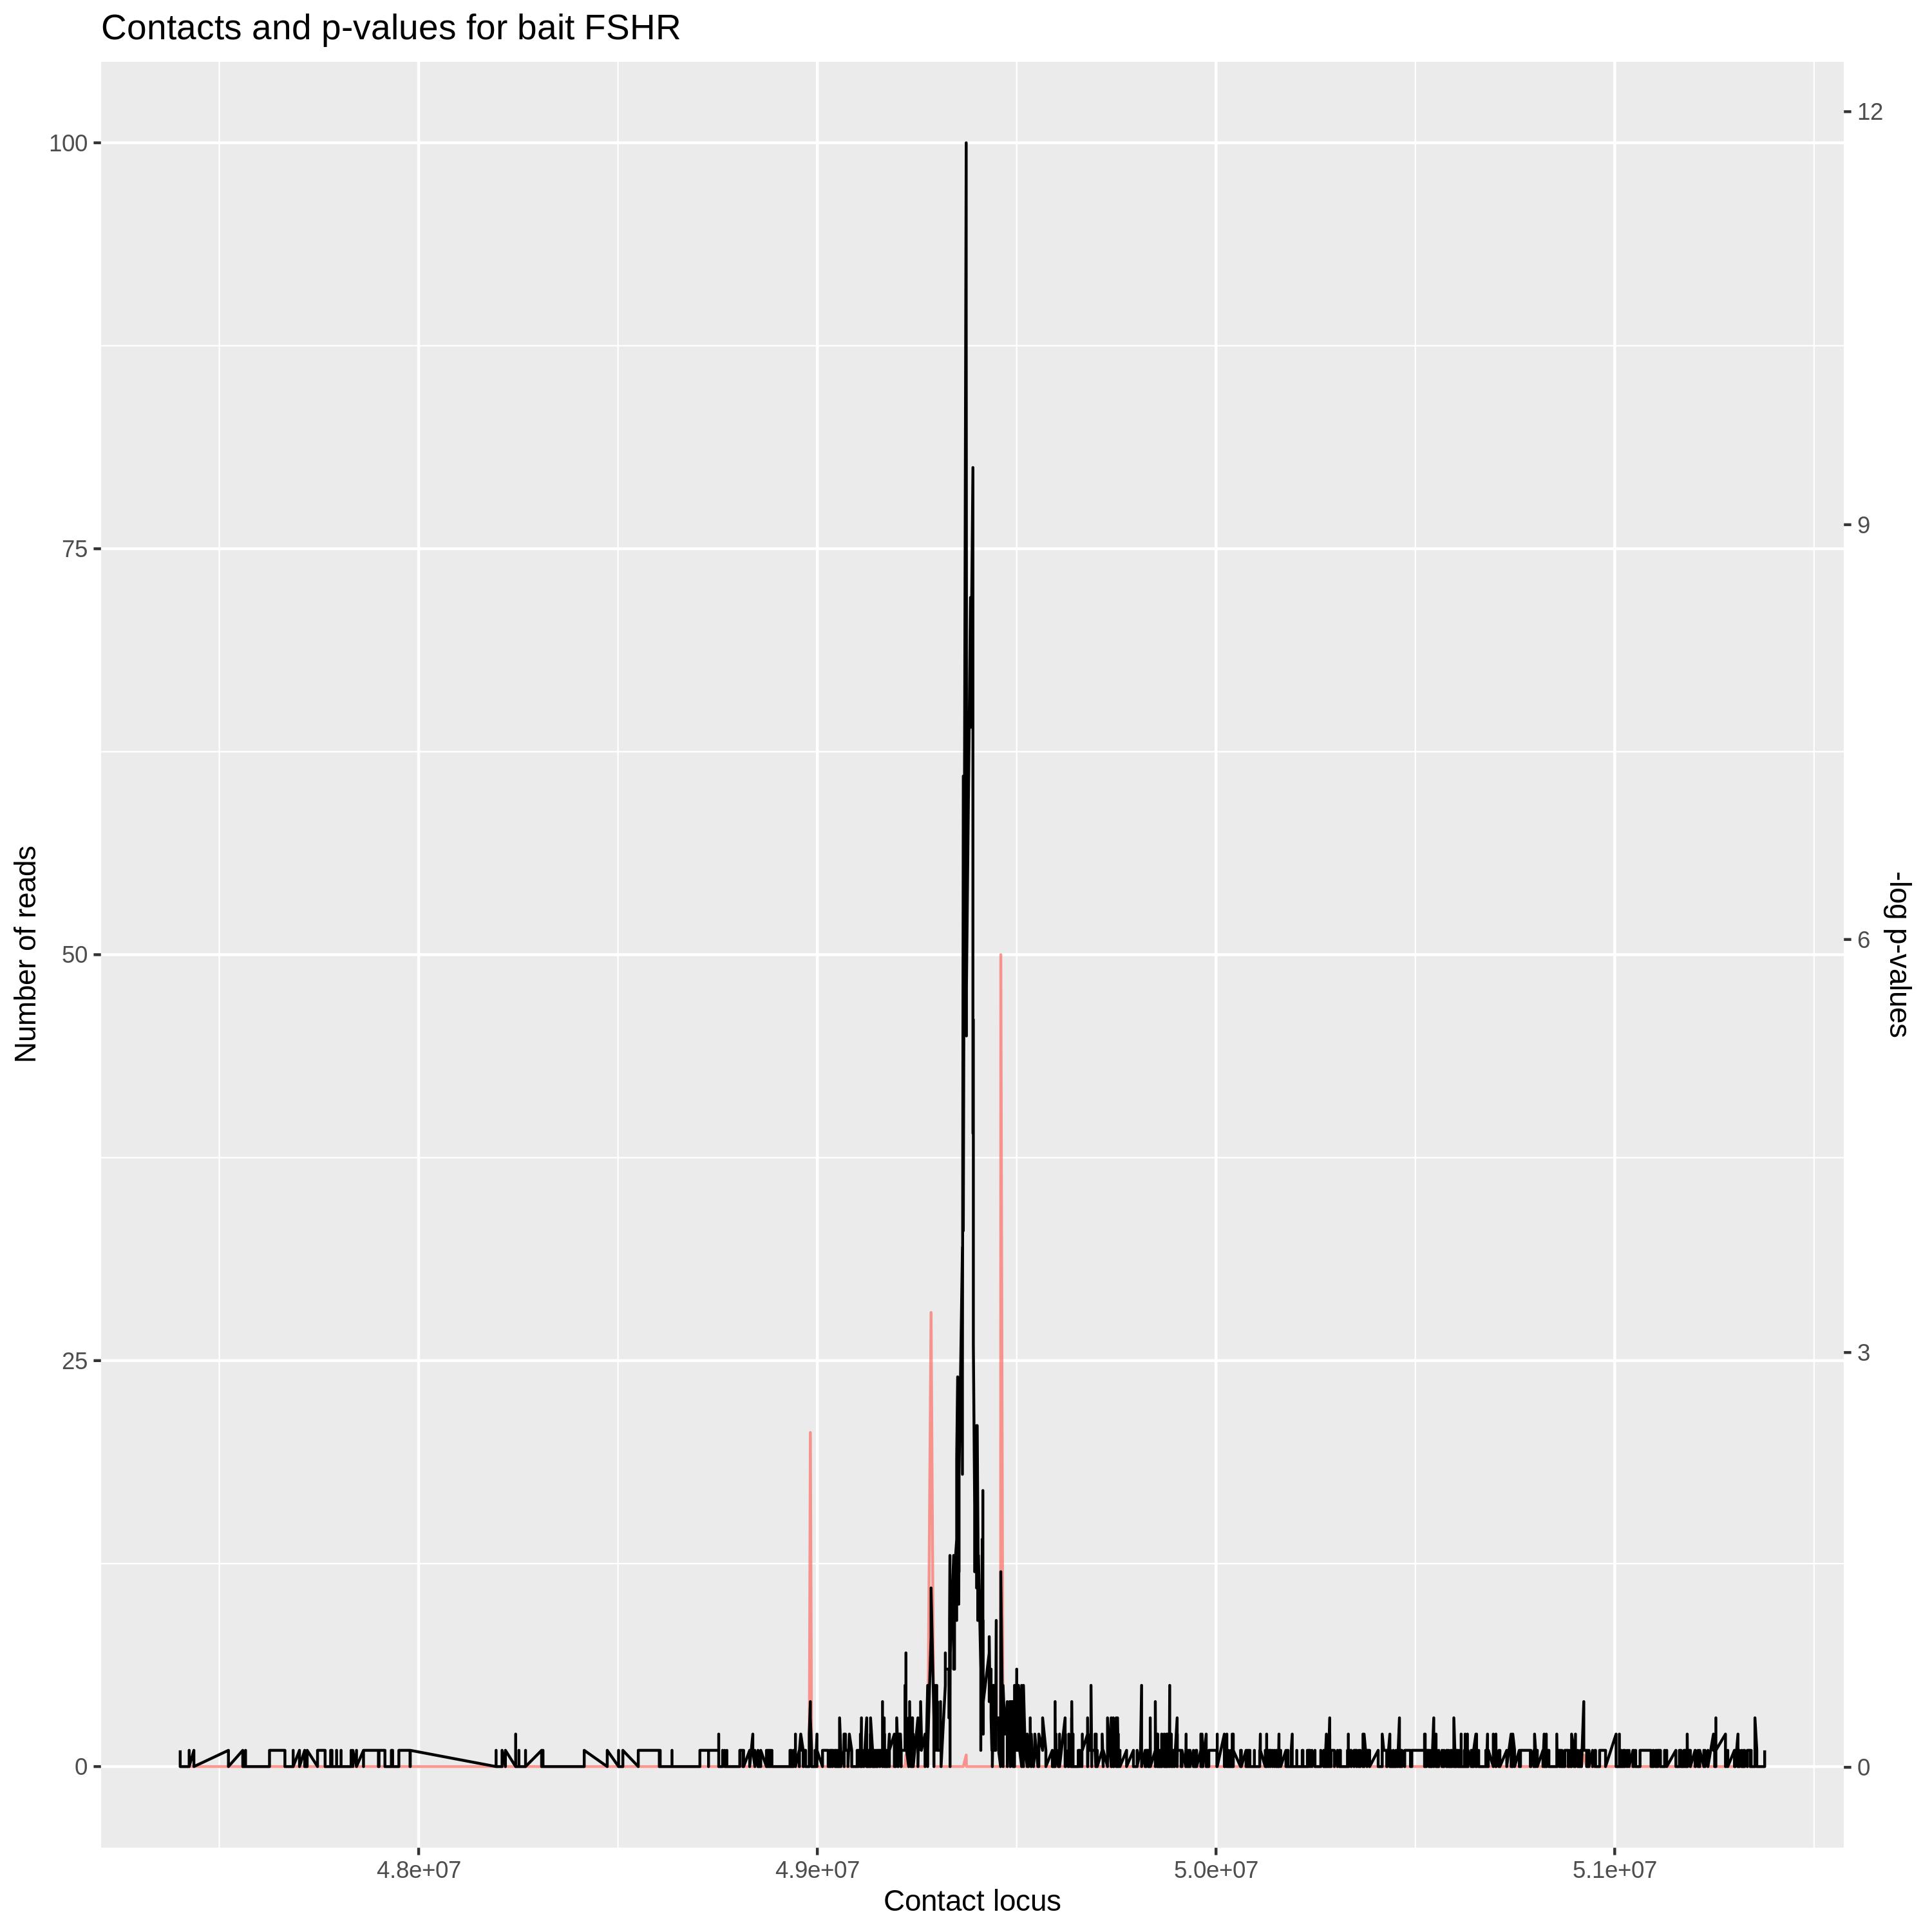 Contacts and p-values for bait FSHR
100
75
50
25
0
12
9
6
3
0
Number of reads
-log p-values
4.8e+07
4.9e+07
5.0e+07
5.1e+07
Contact locus